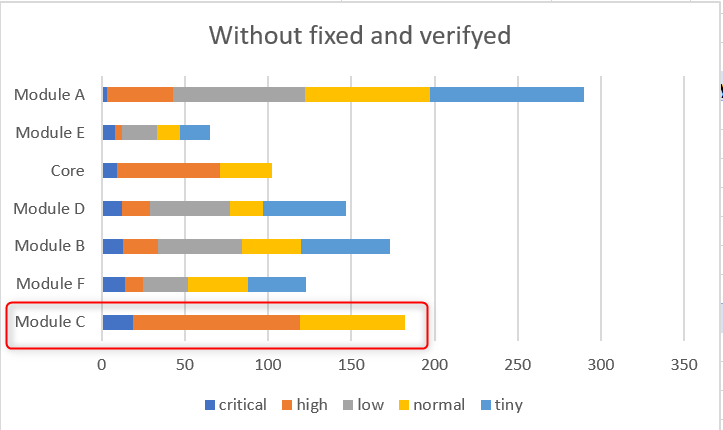 Without fixed and verifyed
Module A
Module E
Core
Module D
Module B
Module F
Module C
0 50 100 150 200 250 300 350
critical high low normal tiny